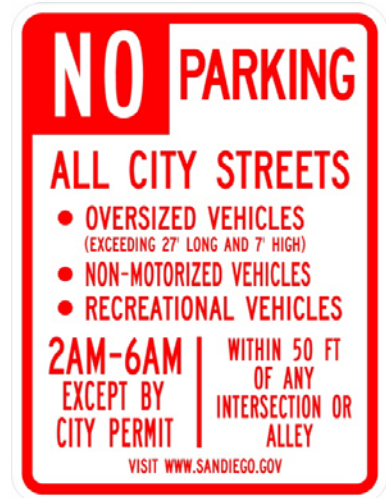 NO PARKING
ALL CITY STREETS
• OVERSIZED VEHICLES
(EXCEEDING 27' LONG AND 7' HIGH)
• NON-MOTORIZED VEHICLES
• RECREATIONAL VEHICLES
2AM-6AM
EXCEPT BY
CITY PERMIT
WITHIN 50 FT
OF ANY
INTERSECTION OR
ALLEY
VISIT WWW.SANDIEGO.GOV